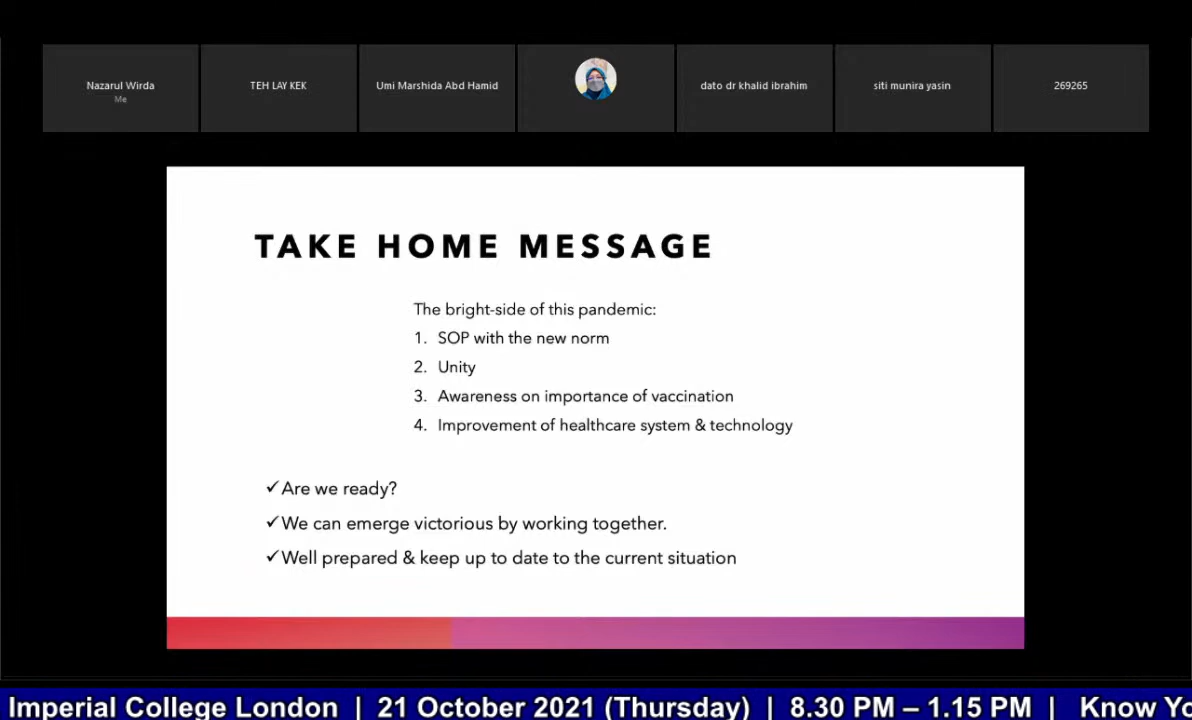 Nazarul Wirda
Me
TEH LAY KEK
Umi Marshida Abd Hamid
dato dr khalid ibrahim
siti munira yasin
269265
TAKE HOME MESSAGE
The bright-side of this pandemic:
1. SOP with the new norm
2. Unity
3. Awareness on importance of vaccination
4. Improvement of healthcare system & technology
✓Are we ready?
✓We can emerge victorious by working together.
✓Well prepared & keep up to date to the current situation
Imperial College London | 21 October 2021 (Thursday) | 8.30 PM – 1.15 PM | Know Yo